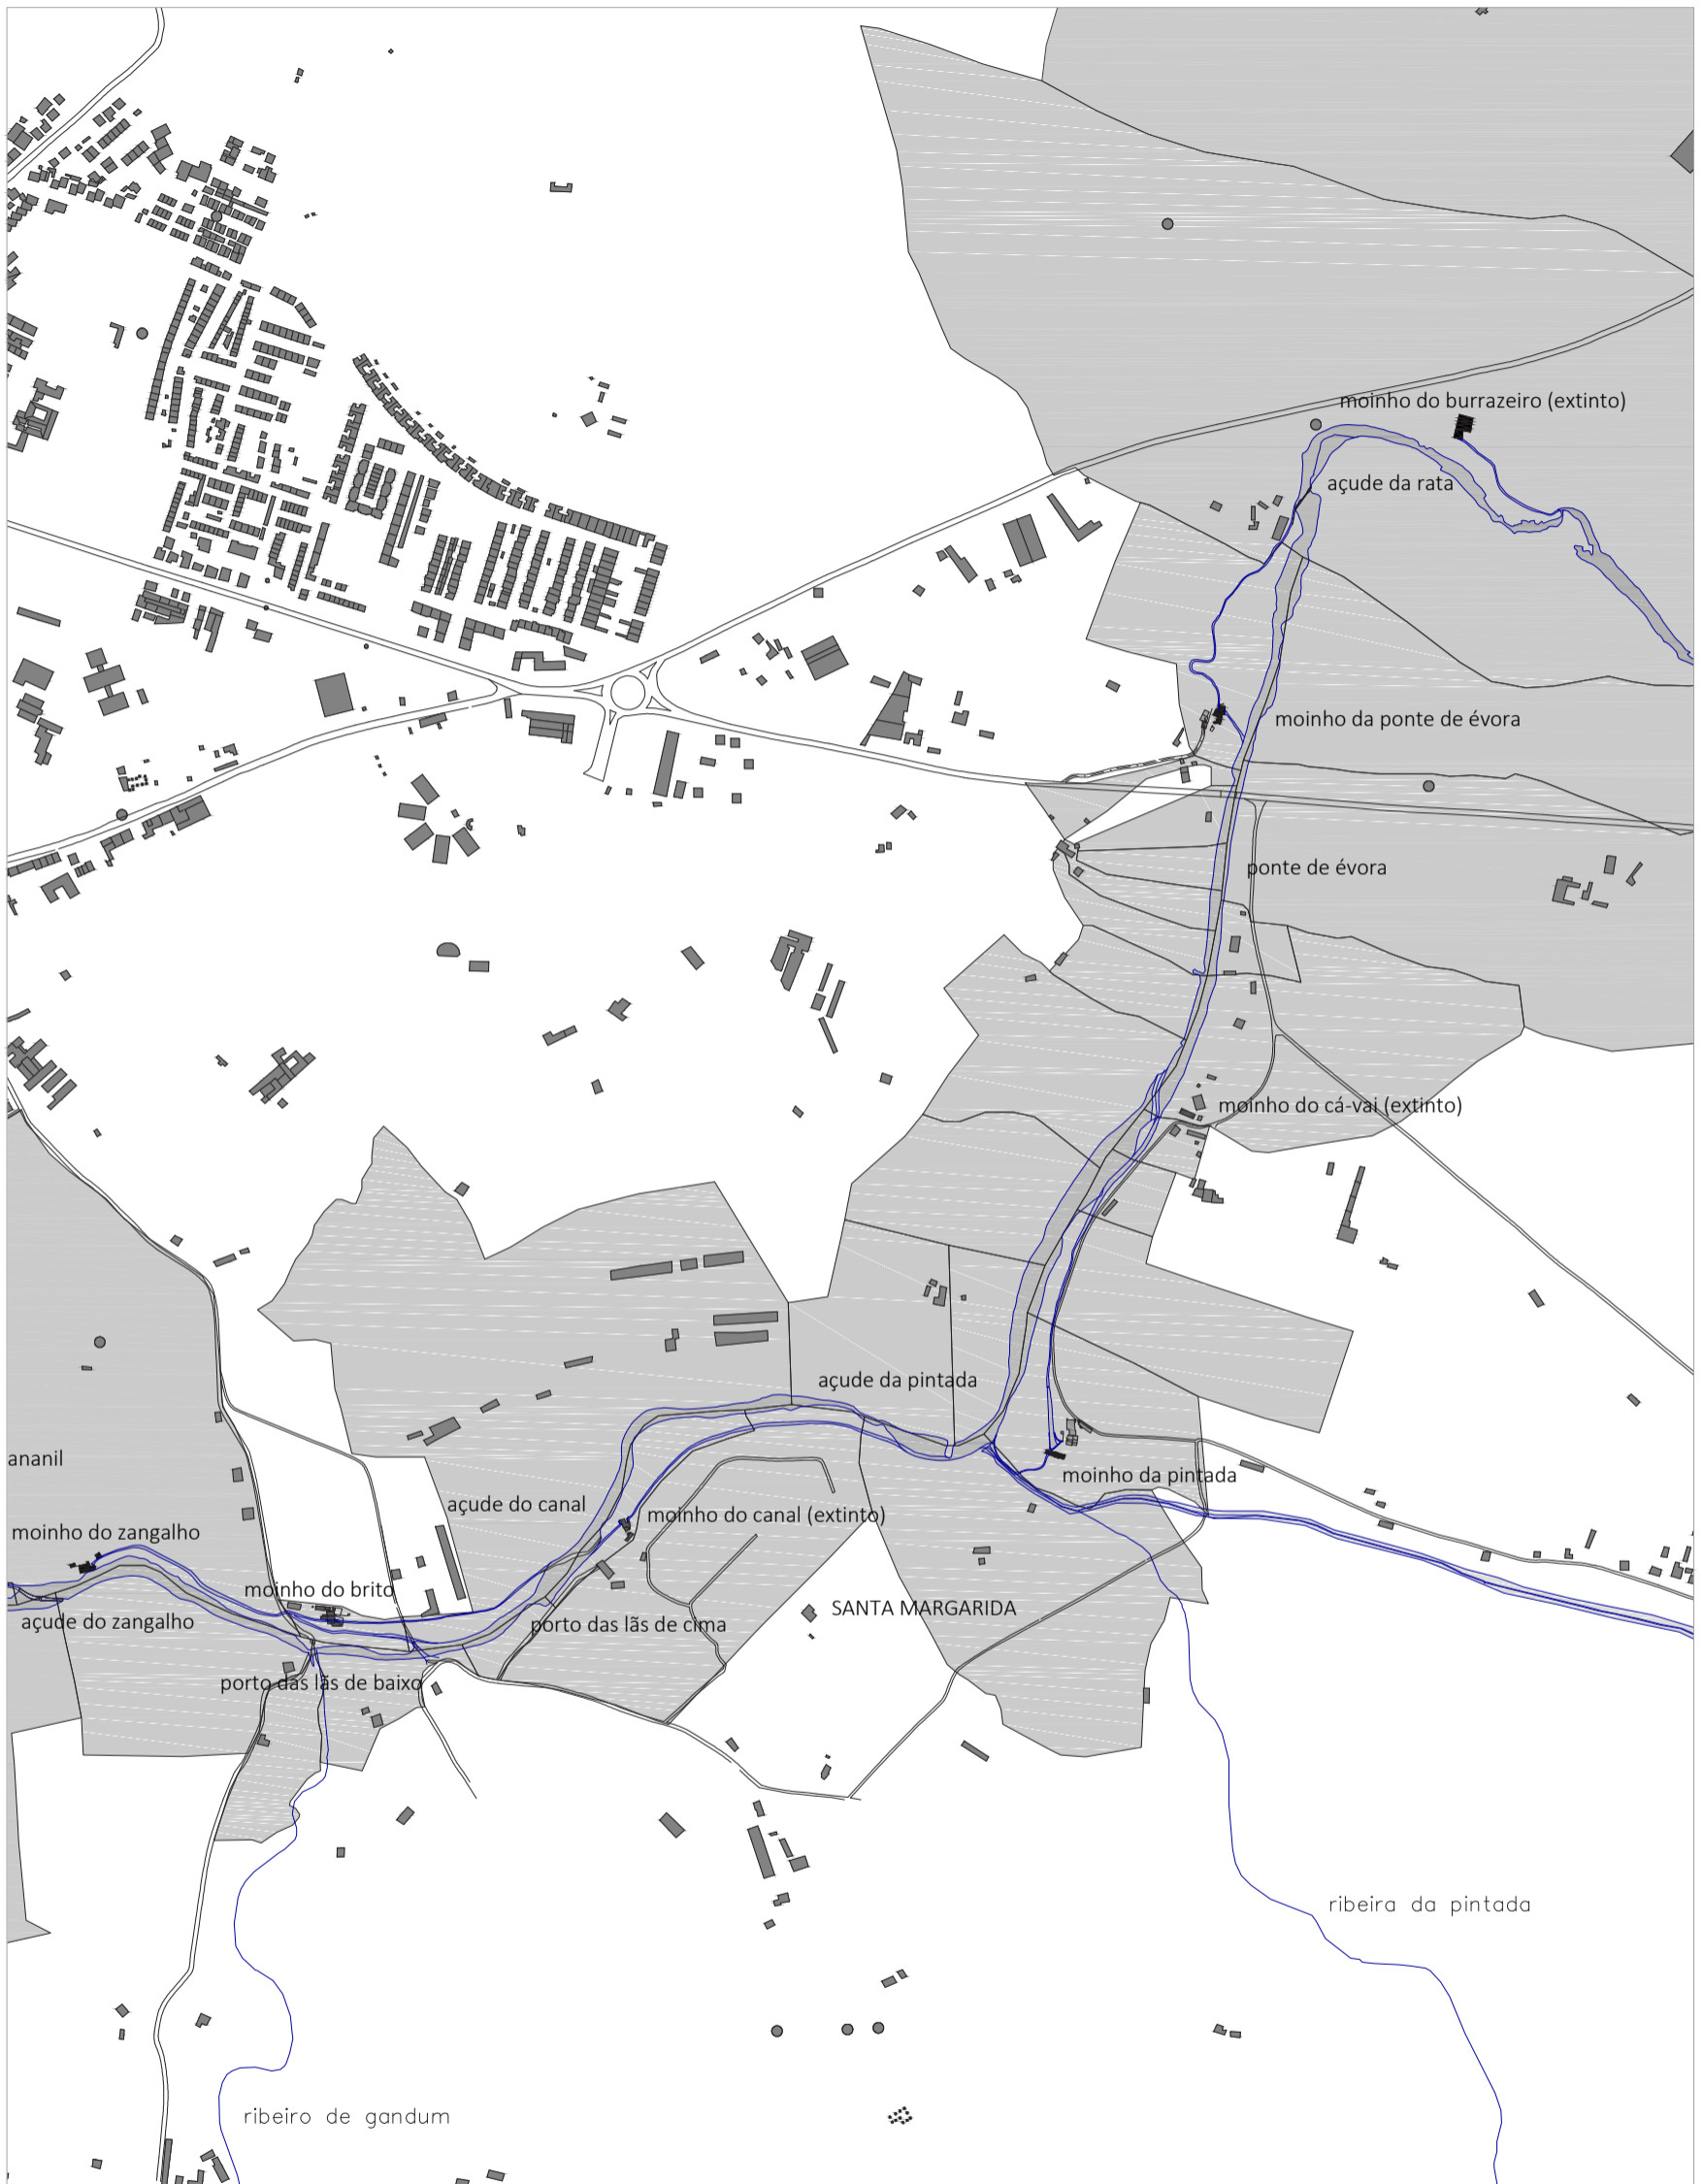 moinho do burrazeiro (extinto)
açude da rata
moinho da ponte de évora
ponte de évora
moinho do cá-vai (extinto)
açude da pintada
ananil
moinho da pintada
açude do canal
moinho do canal (extinto)
moinho do zangalho
moinho do brito
SANTA MARGARIDA
açude do zangalho
porto das lãs de cima
porto das lãs de baixo
ribeira da pintada
ribeiro de gandum